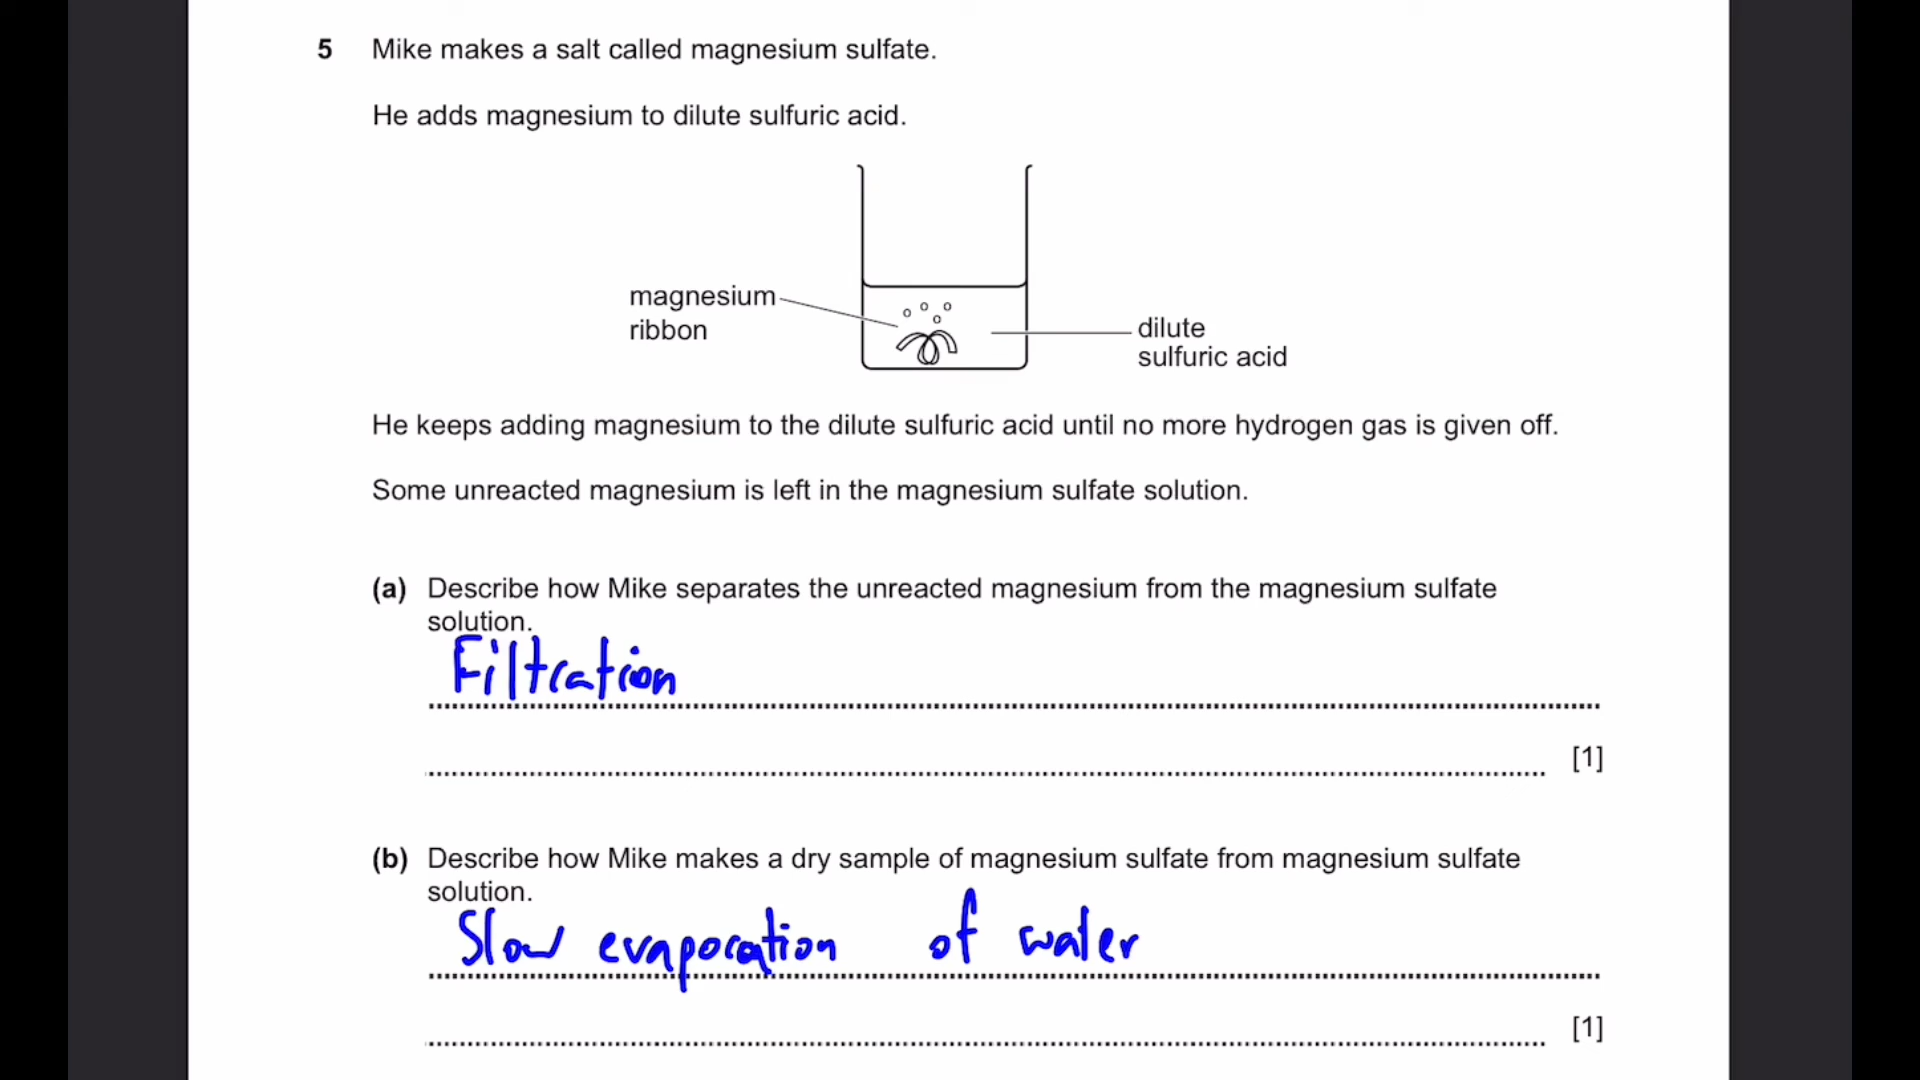 5 Mike makes a salt called magnesium sulfate.
He adds magnesium to dilute sulfuric acid.
magnesium
ribbon
dilute
sulfuric acid
He keeps adding magnesium to the dilute sulfuric acid until no more hydrogen gas is given off.
Some unreacted magnesium is left in the magnesium sulfate solution.
(a) Describe how Mike separates the unreacted magnesium from the magnesium sulfate
solution.
Filtration
[1]
(b) Describe how Mike makes a dry sample of magnesium sulfate from magnesium sulfate
solution.
Slow evaporation of water
[1]